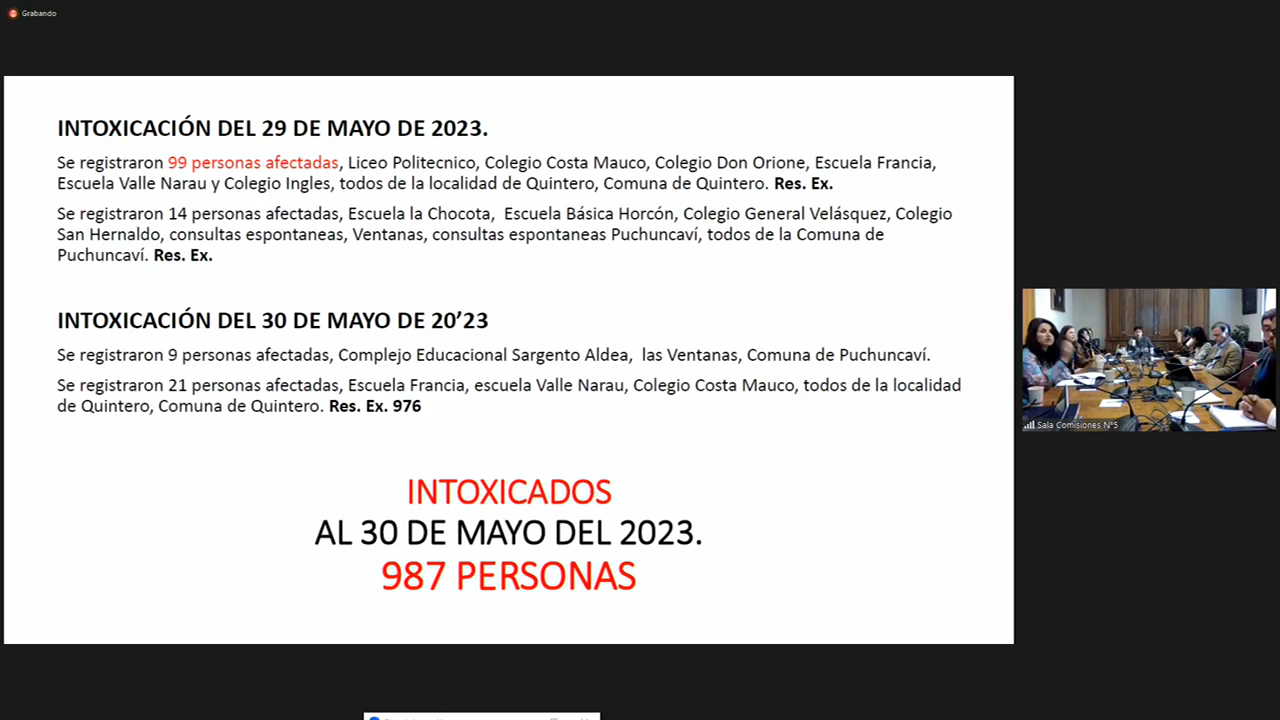 Grabando
INTOXICACIÓN DEL 29 DE MAYO DE 2023.
Se registraron 99 personas afectadas, Liceo Politecnico, Colegio Costa Mauco, Colegio Don Orione, Escuela Francia,
Escuela Valle Narau y Colegio Ingles, todos de la localidad de Quintero, Comuna de Quintero. Res. Ex.
Se registraron 14 personas afectadas, Escuela la Chocota, Escuela Básica Horcón, Colegio General Velásquez, Colegio
San Hernaldo, consultas espontaneas, Ventanas, consultas espontaneas Puchuncaví, todos de la Comuna de
Puchuncaví. Res. Ex.
INTOXICACIÓN DEL 30 DE MAYO DE 20’23
Se registraron 9 personas afectadas, Complejo Educacional Sargento Aldea, las Ventanas, Comuna de Puchuncaví.
Se registraron 21 personas afectadas, Escuela Francia, escuela Valle Narau, Colegio Costa Mauco, todos de la localidad
de Quintero, Comuna de Quintero. Res. Ex. 976
INTOXICADOS
AL 30 DE MAYO DEL 2023.
987 PERSONAS
Sala Comisiones N°5